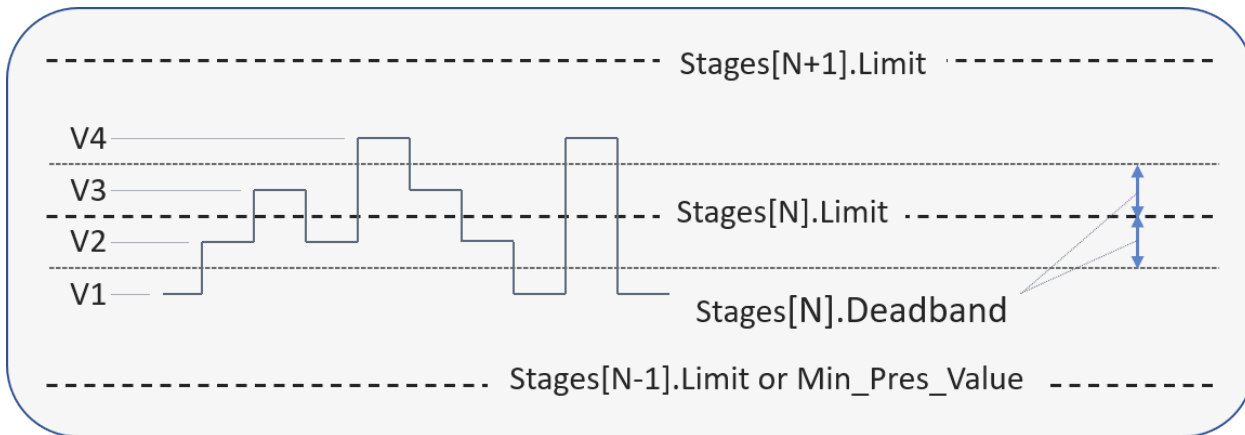 Stages[N+1].Limit
V4
V3
Stages[N].Limit
V2
V1
Stages[N].Deadband
Stages[N-1].Limit or Min_Pres_Value